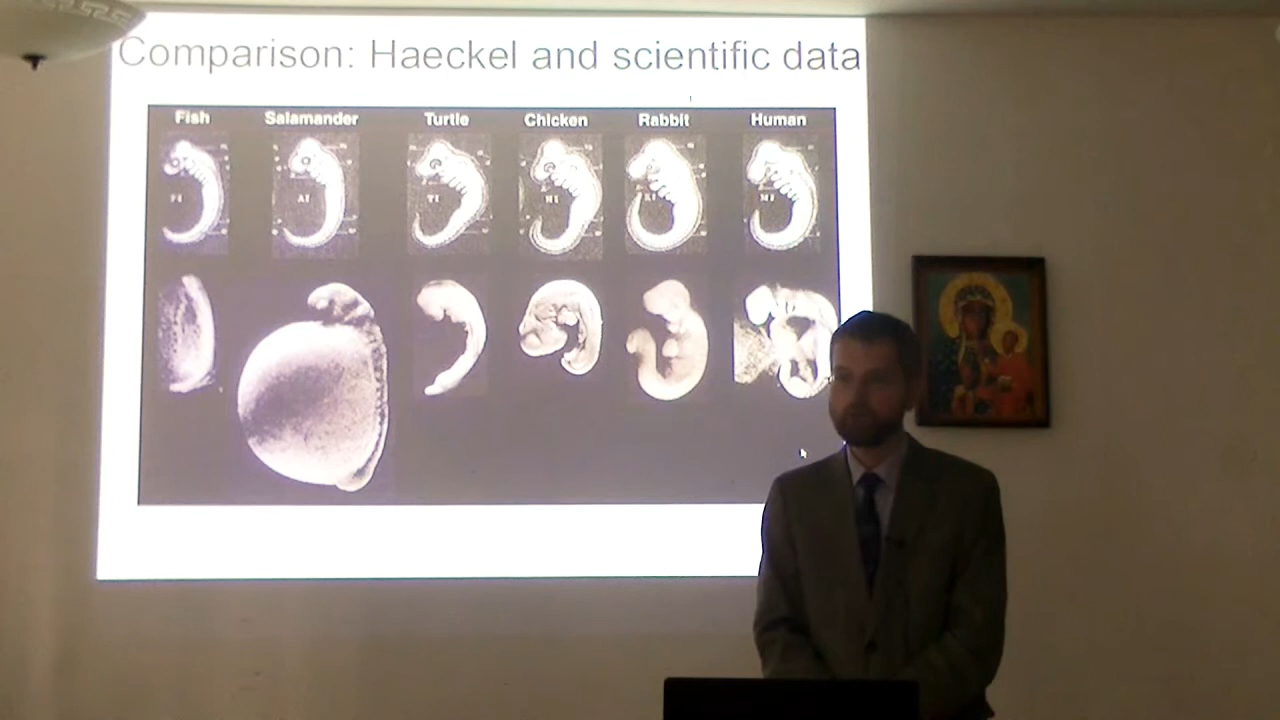 Comparison: Haeckel and scientific data
Fish Salamander Turtle Chicken Rabbit Human